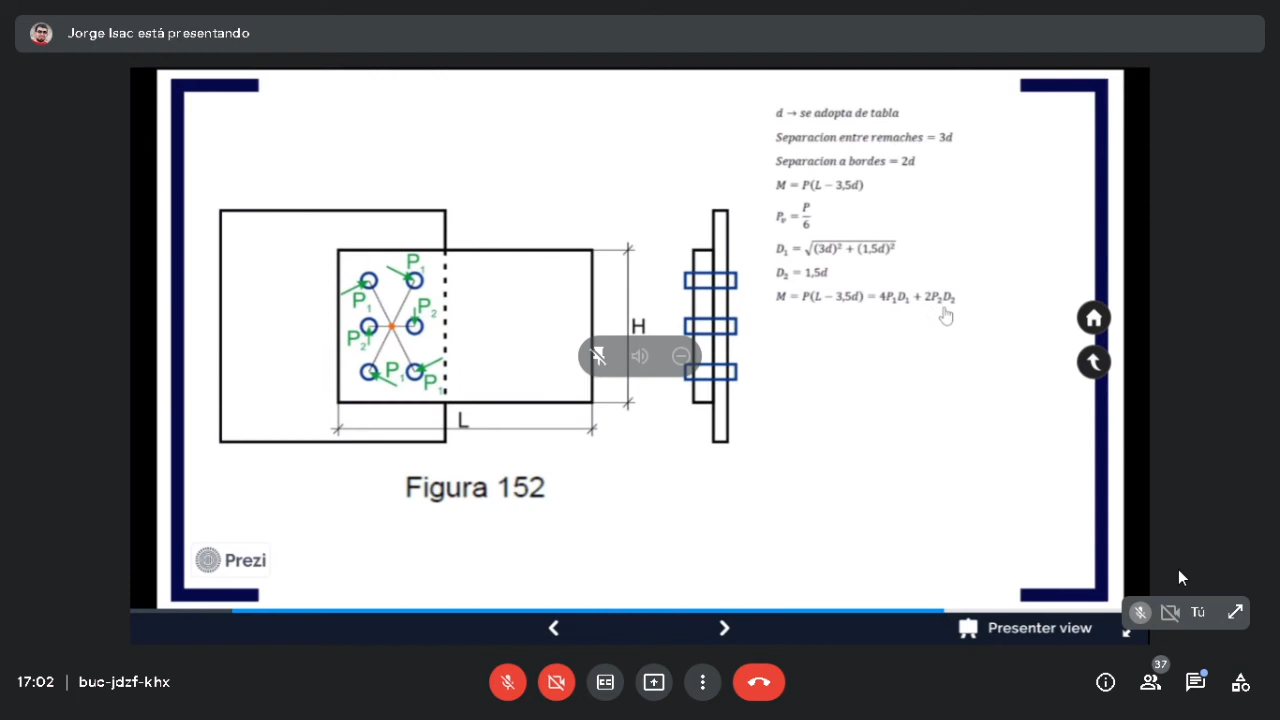 Jorge Isac está presentando
d → se adopta de tabla
Separacion entre remaches = 3d
Separacion a bordes = 2d
M = P(L − 3,5d)
Pᵥ = P/6
D₁ = √(3d)² + (1,5d)²
D₂ = 1,5d
M = P(L − 3,5d) = 4P₁D₁ + 2P₂D₂
P₁
P₁
P₂
P₂
P₁
P₁
H
L
Figura 152
Prezi
Tú
Presenter view
17:02 | buc-jdzf-khx
37